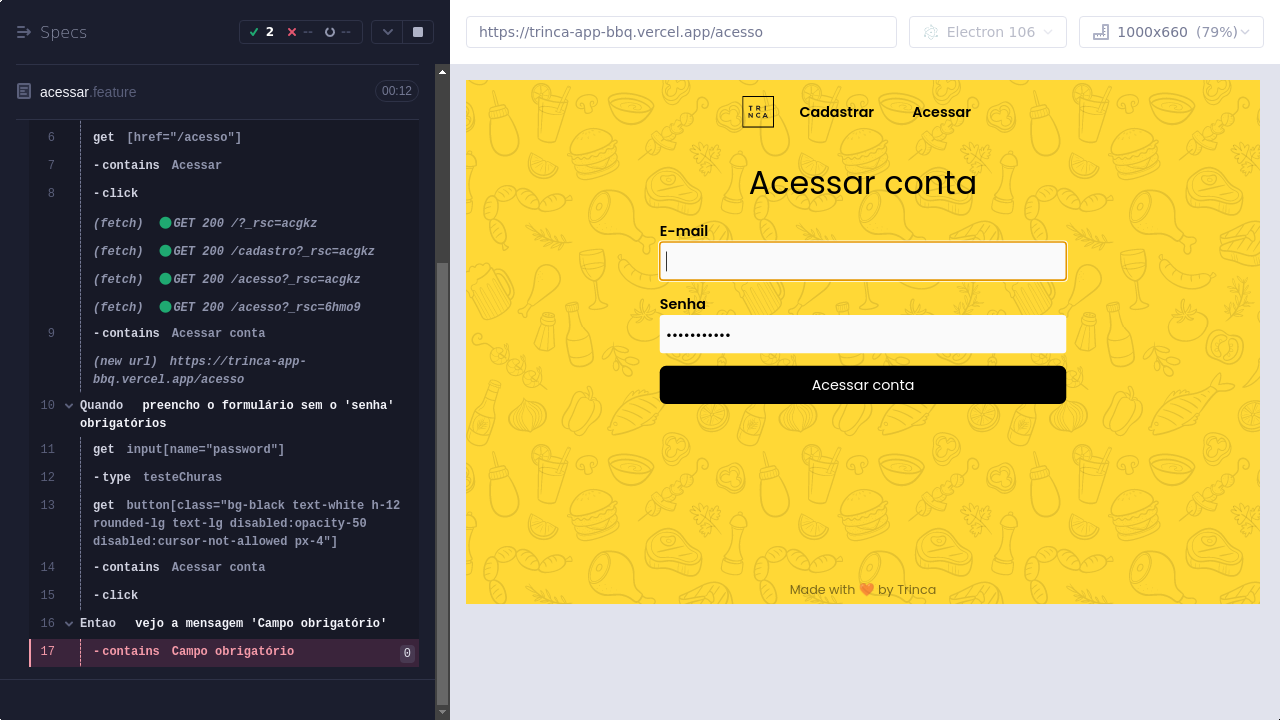 Specs
2 -- --
acessar.feature
00:12
6 get [href="/acesso"]
7 -contains Acessar
8 -click
(fetch) GET 200 /?_rsc=acgkz
(fetch) GET 200 /cadastro?_rsc=acgkz
(fetch) GET 200 /acesso?_rsc=acgkz
(fetch) GET 200 /acesso?_rsc=6hmo9
9 -contains Acessar conta
(new url) https://trinca-app-
bbq.vercel.app/acesso
10 Quando preencho o formulário sem o 'senha'
obrigatórios
11 get input[name="password"]
12 -type testeChuras
13 get button[class="bg-black text-white h-12
rounded-lg text-lg disabled:opacity-50
disabled:cursor-not-allowed px-4"]
14 -contains Acessar conta
15 -click
16 Entao vejo a mensagem 'Campo obrigatório'
17 -contains Campo obrigatório 0
https://trinca-app-bbq.vercel.app/acesso
Electron 106
1000x660 (79%)
TRI
NCA
Cadastrar
Acessar
Acessar conta
E-mail
Senha
•••••••••••
Acessar conta
Made with ❤️ by Trinca